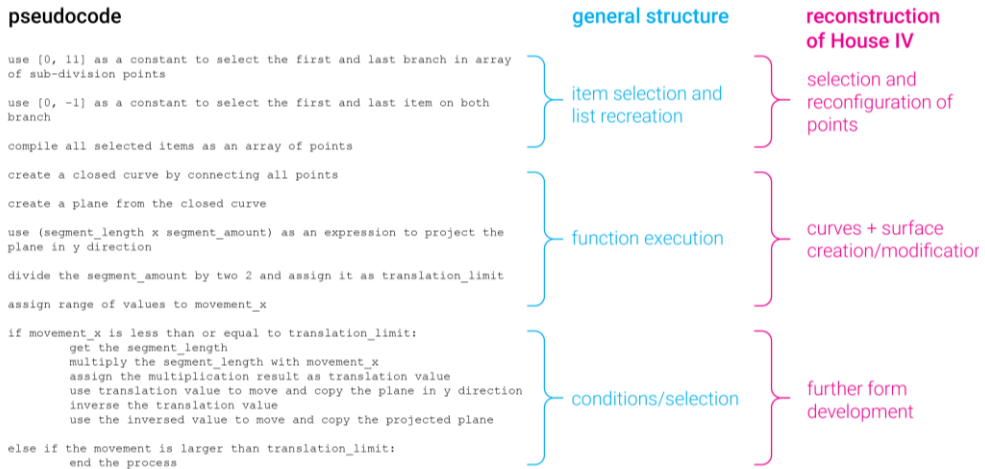 pseudocode
use [0, 11] as a constant to select the first and last branch in array
of sub-division points
use [0, -1] as a constant to select the first and last item on both
branch
compile all selected items as an array of points
create a closed curve by connecting all points
create a plane from the closed curve
use (segment_length x segment_amount) as an expression to project the
plane in y direction
divide the segment_amount by two 2 and assign it as translation_limit
assign range of values to movement_x
if movement_x is less than or equal to translation_limit:
get the segment_length
multiply the segment_length with movement_x
assign the multiplication result as translation value
use translation value to move and copy the plane in y direction
inverse the translation value
use the inversed value to move and copy the projected plane
else if the movement is larger than translation_limit:
end the process
general structure
item selection and
list recreation
function execution
conditions/selection
reconstruction
of House IV
selection and
reconfiguration of
points
curves + surface
creation/modification
further form
development